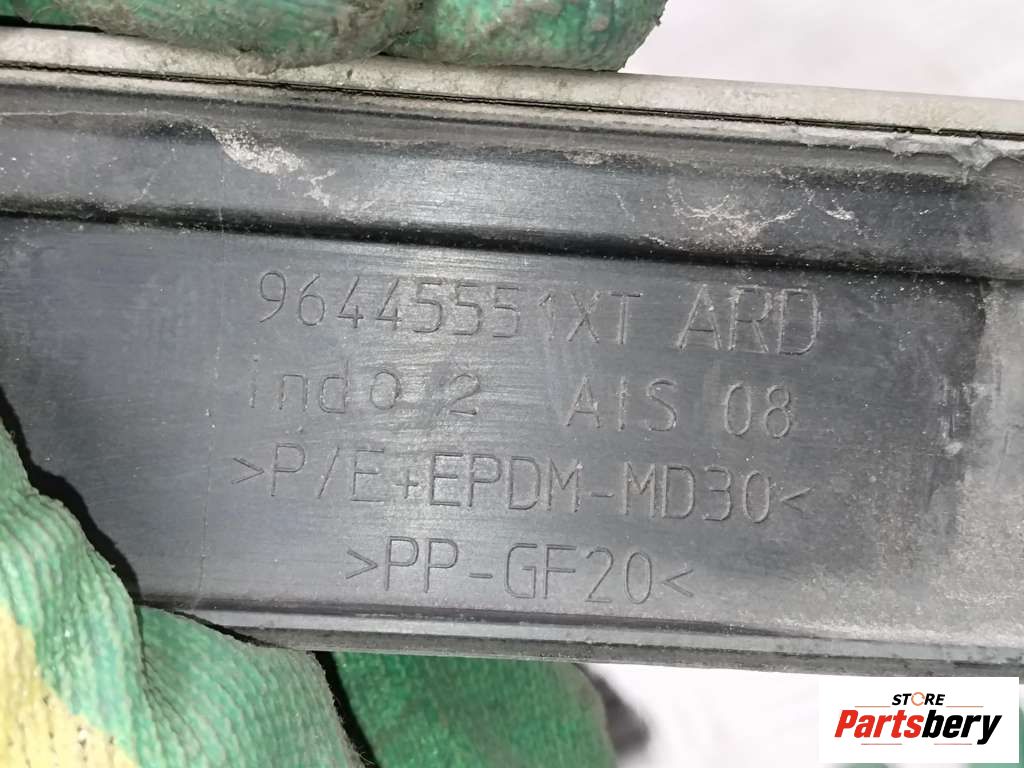 96445551XT ARD
indo 2 AIS 08
>P/E+EPDM-MD30<
>PP-GF20<
STORE
Partsbery